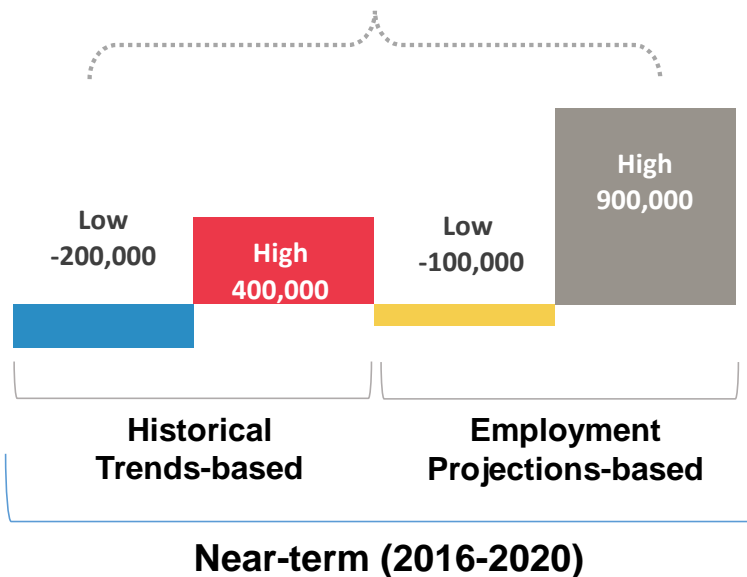 High
900,000
Low
-200,000
High
400,000
Low
-100,000
Historical
Trends-based
Employment
Projections-based
Near-term (2016-2020)